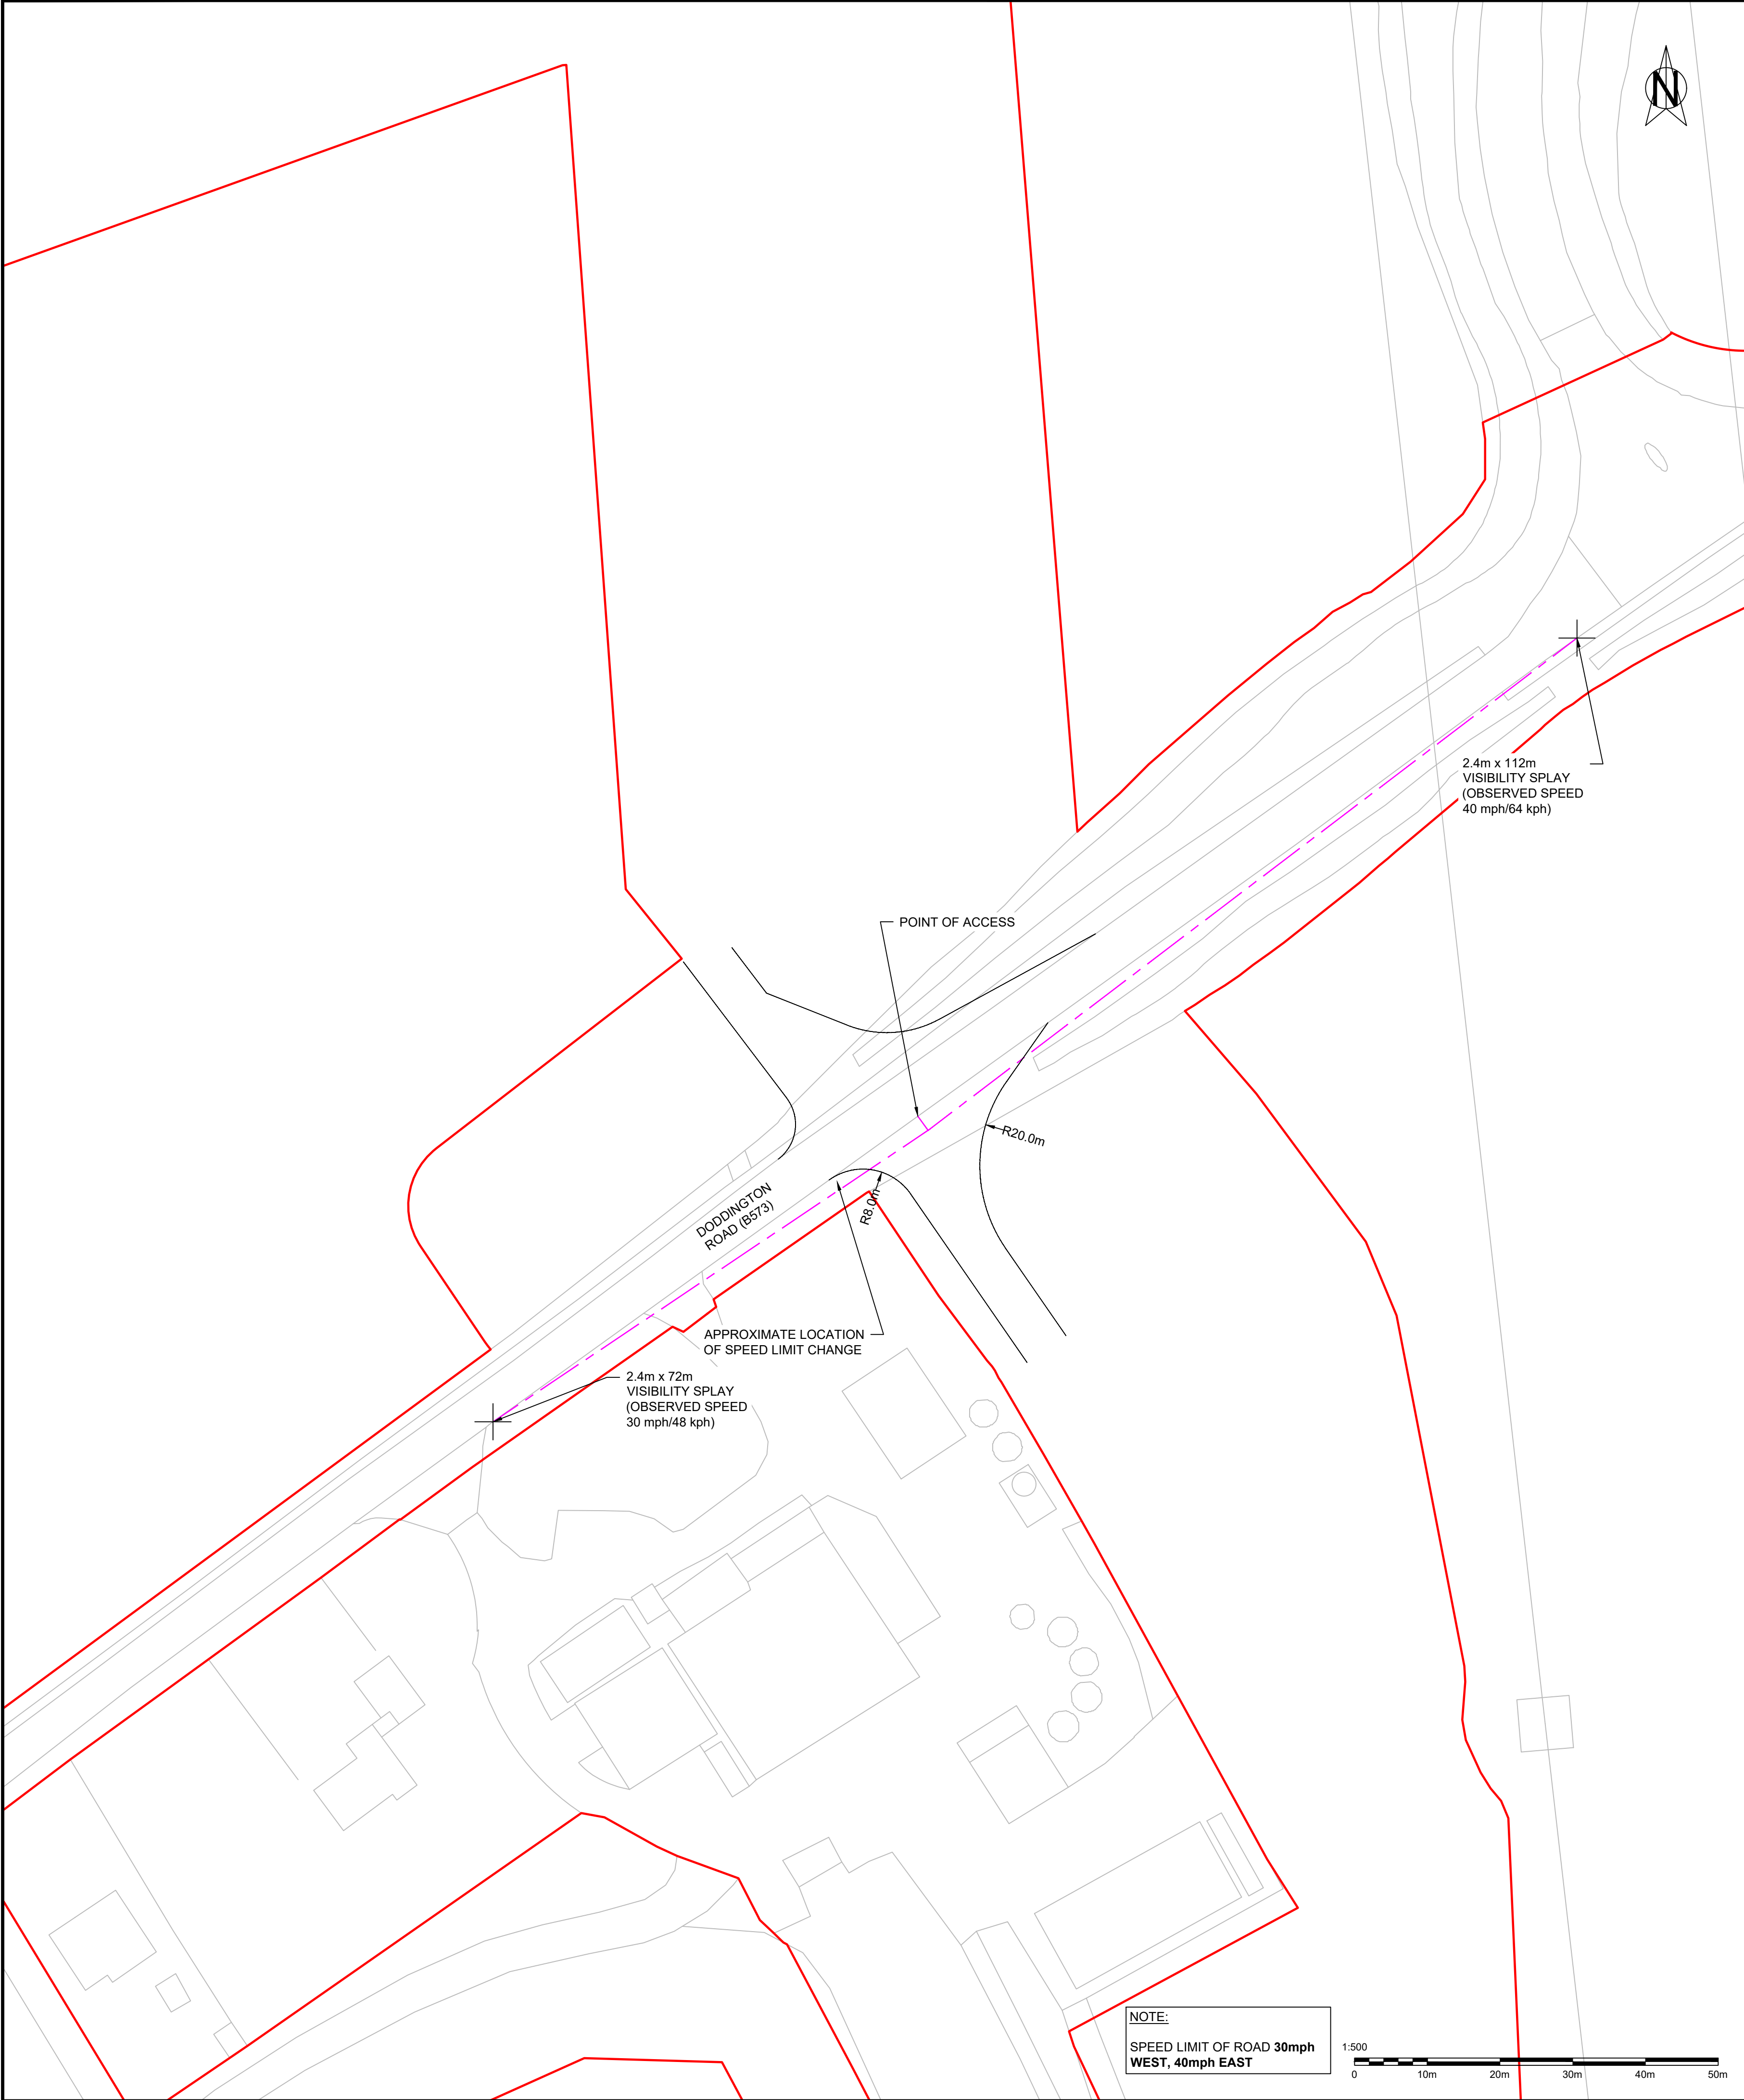 N
2.4m x 112m
VISIBILITY SPLAY
(OBSERVED SPEED
40 mph/64 kph)
POINT OF ACCESS
R20.0m
R8.0m
DODDINGTON
ROAD (B573)
APPROXIMATE LOCATION
OF SPEED LIMIT CHANGE
2.4m x 72m
VISIBILITY SPLAY
(OBSERVED SPEED
30 mph/48 kph)
NOTE:
SPEED LIMIT OF ROAD 30mph
WEST, 40mph EAST
1:500
0 10m 20m 30m 40m 50m